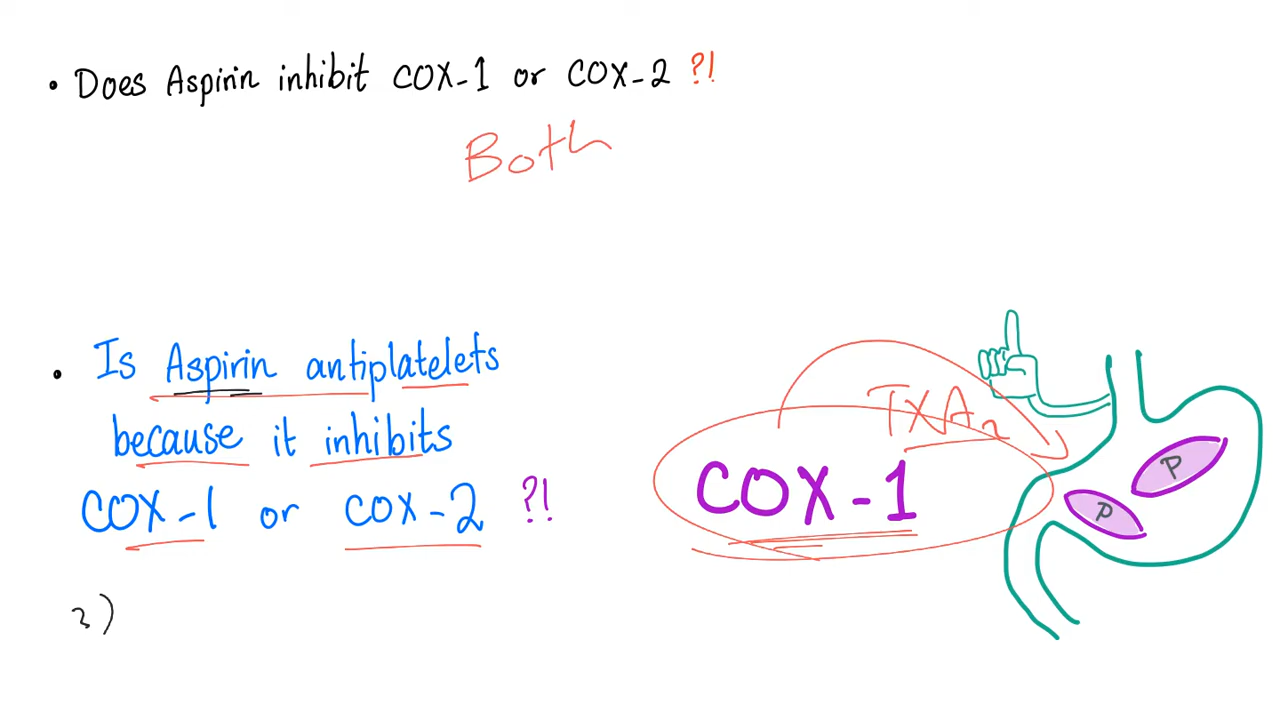 • Does Aspirin inhibit COX-1 or COX-2 ?!
Both
• Is Aspirin antiplatelets
because it inhibits
COX-1 or COX-2 ?!
TXA2
COX-1
P
P
3)